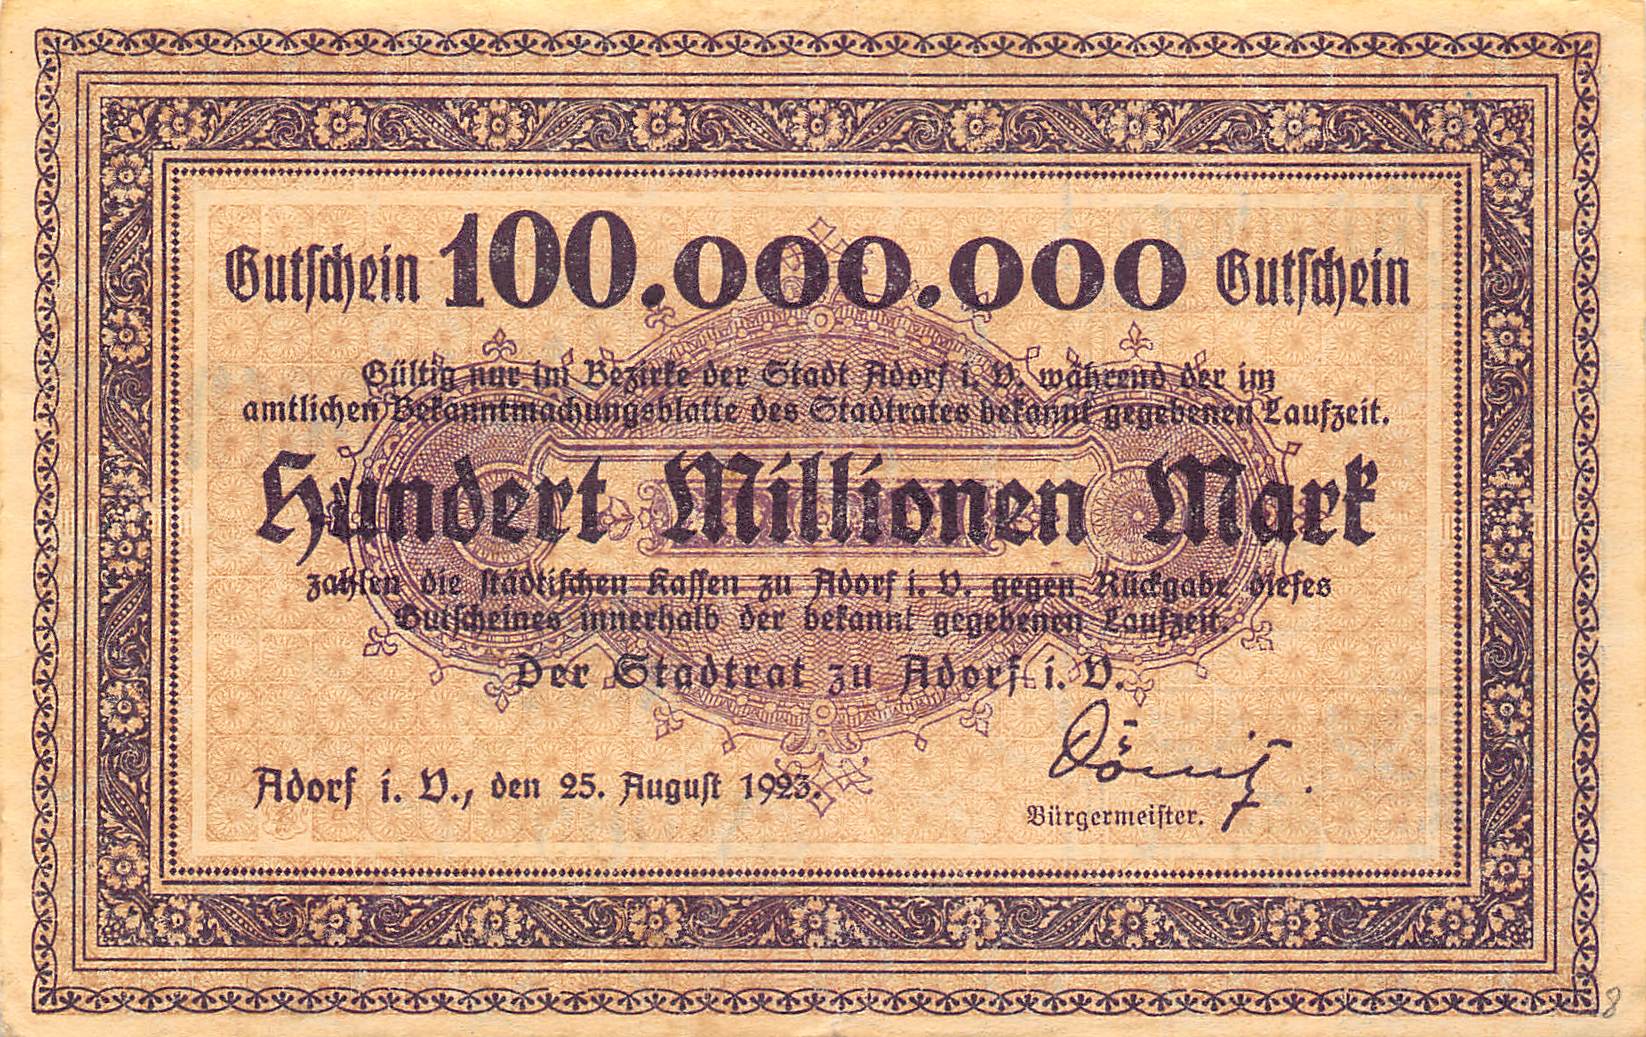 Gutschein 100.000.000 Gutschein
Gültig nur im Bezirke der Stadt Adorf i. V. während der im
amtlichen Bekanntmachungsblatte des Stadtrates bekannt gegebenen Laufzeit.
Hundert Millionen Mark
zahlen die städtischen Kassen zu Adorf i. V. gegen Rückgabe dieses
Gutscheines innerhalb der bekannt gegebenen Laufzeit.
Der Stadtrat zu Adorf i. V.
Adorf i. V., den 25. August 1923.
Bürgermeister.
8